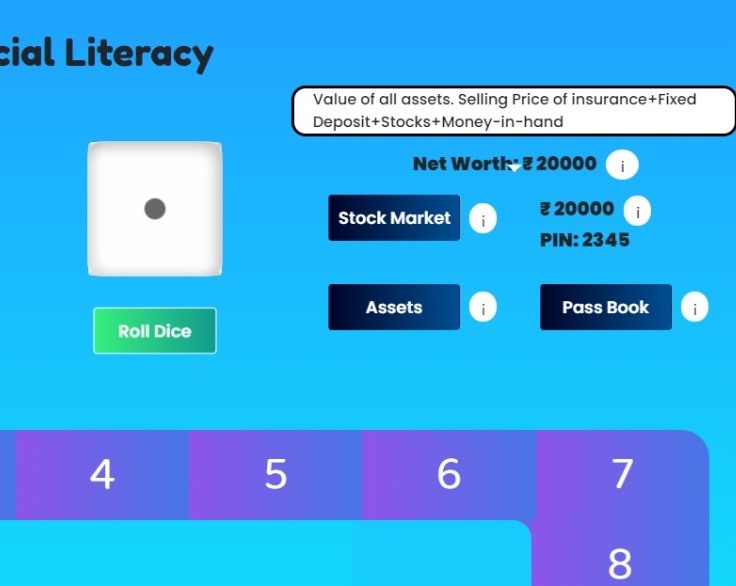 cial Literacy
Value of all assets. Selling Price of insurance+Fixed
Deposit+Stocks+Money-in-hand
Net Worth: ₹ 20000 i
Stock Market i
₹ 20000 i
PIN: 2345
Assets i
Pass Book i
Roll Dice
4 5 6 7
8